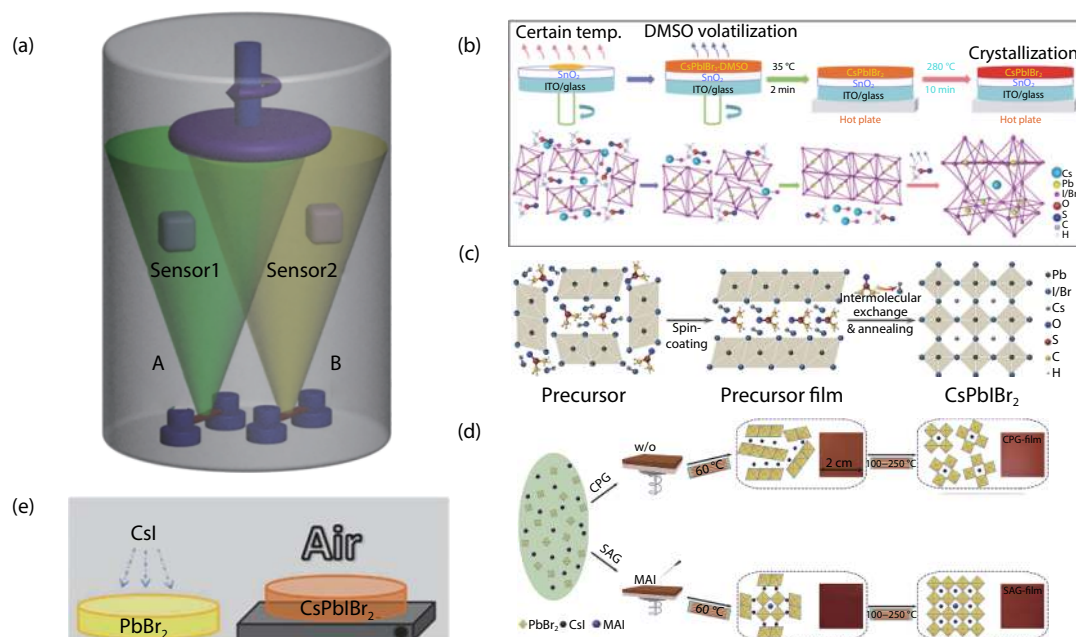 (a)
Sensor1
Sensor2
A
B
(b)
Certain temp.
DMSO volatilization
Crystallization
SnO₂
ITO/glass
CsPbIBr₂-DMSO
SnO₂
ITO/glass
35 °C
2 min
CsPbIBr₂
SnO₂
ITO/glass
Hot plate
280 °C
10 min
CsPbIBr₂
SnO₂
ITO/glass
Hot plate
Cs
Pb
I/Br
O
S
C
H
(c)
Spin-
coating
Intermolecular
exchange
& annealing
Pb
I/Br
Cs
O
S
C
H
Precursor
Precursor film
CsPbIBr₂
(d)
CPG
w/o
60 °C
2 cm
100−250 °C
CPG-film
SAG
MAI
60 °C
100−250 °C
SAG-film
PbBr₂
CsI
MAI
(e)
CsI
Air
PbBr₂
CsPbIBr₂